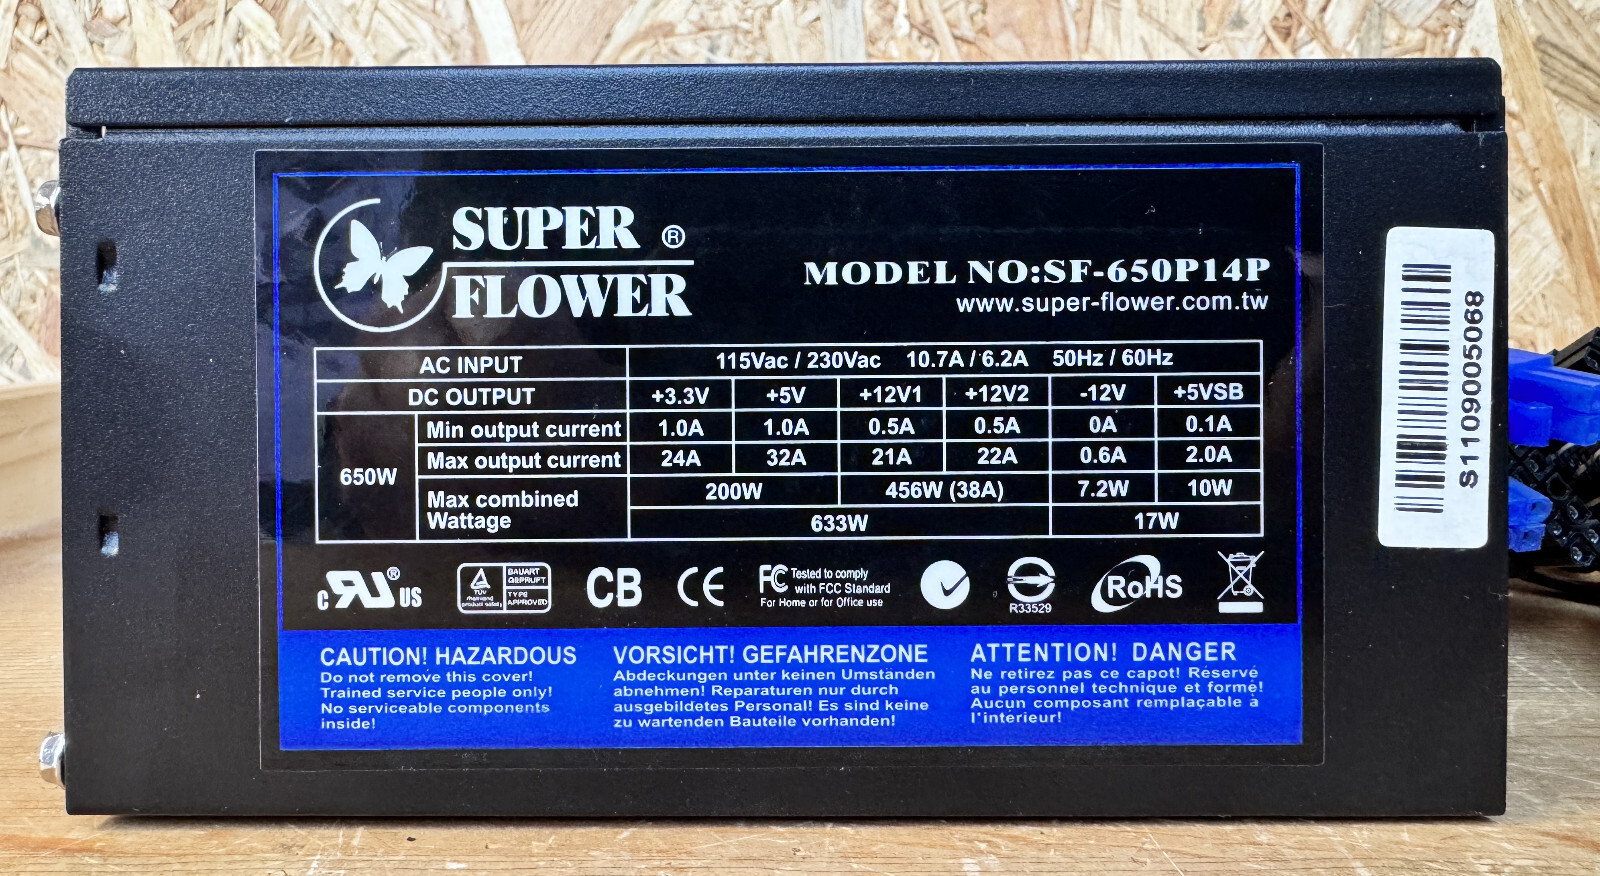 SUPER ®
FLOWER
MODEL NO:SF-650P14P
www.super-flower.com.tw
AC INPUT 115Vac / 230Vac 10.7A / 6.2A 50Hz / 60Hz
DC OUTPUT +3.3V +5V +12V1 +12V2 -12V +5VSB
650W
Min output current 1.0A 1.0A 0.5A 0.5A 0A 0.1A
Max output current 24A 32A 21A 22A 0.6A 2.0A
Max combined
Wattage
200W 456W (38A) 7.2W 10W
633W 17W
c RU ® US
TÜV
Rheinland
product safety
BAUART
GEPRÜFT
TYPE
APPROVED
CB
CE
FC Tested to comply
with FCC Standard
For Home or for Office use
R33529
RoHS
CAUTION! HAZARDOUS
Do not remove this cover!
Trained service people only!
No serviceable components
inside!
VORSICHT! GEFAHRENZONE
Abdeckungen unter keinen Umständen
abnehmen! Reparaturen nur durch
ausgebildetes Personal! Es sind keine
zu wartenden Bauteile vorhanden!
ATTENTION! DANGER
Ne retirez pas ce capot! Réservé
au personnel technique et formé!
Aucun composant remplaçable à
l'intérieur!
S1109005068